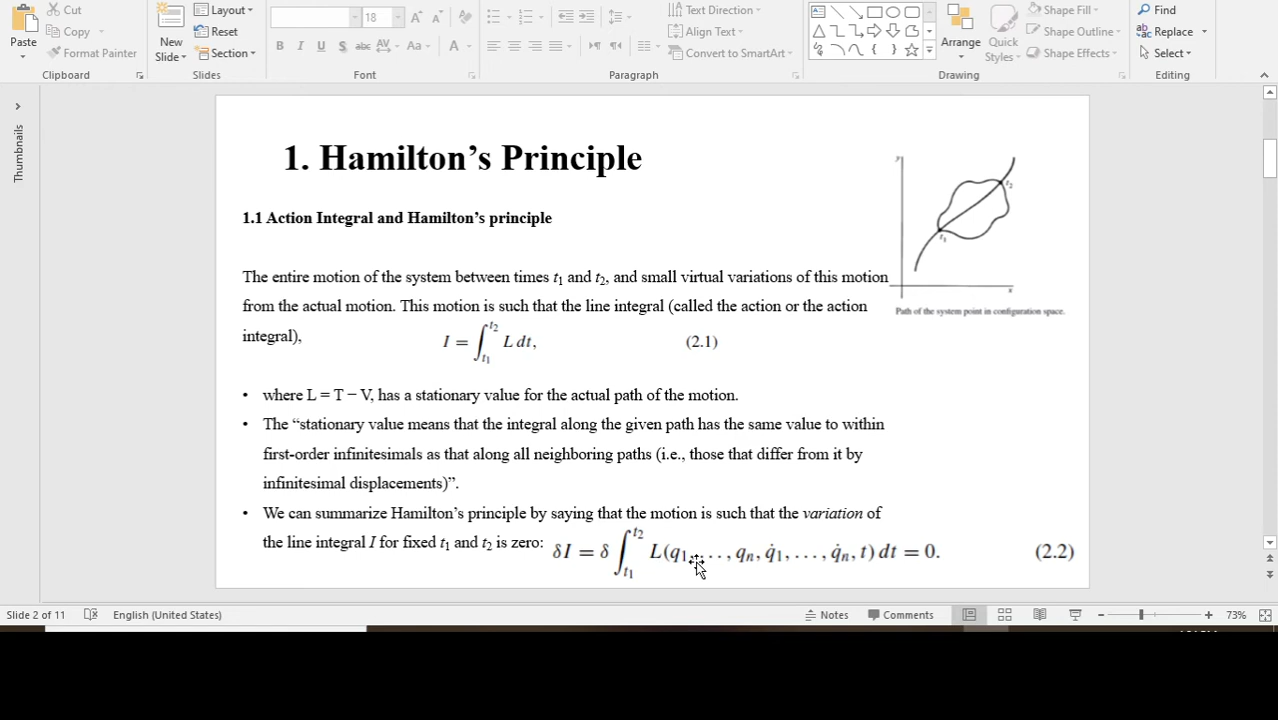 Cut
Copy
Paste
Format Painter
Clipboard
New
Slide
Layout
Reset
Section
Slides
18
B I U S abc AV Aa A
Font
Paragraph
Text Direction
Align Text
Convert to SmartArt
Arrange
Quick
Styles
Shape Fill
Shape Outline
Shape Effects
Drawing
Find
Replace
Select
Editing
Thumbnails
1. Hamilton’s Principle
1.1 Action Integral and Hamilton’s principle
y
t₂
t₁
x
Path of the system point in configuration space.
The entire motion of the system between times t₁ and t₂, and small virtual variations of this motion
from the actual motion. This motion is such that the line integral (called the action or the action
integral),
I = ∫_{t₁}^{t₂} L dt, (2.1)
• where L = T − V, has a stationary value for the actual path of the motion.
• The “stationary value means that the integral along the given path has the same value to within
first-order infinitesimals as that along all neighboring paths (i.e., those that differ from it by
infinitesimal displacements)”.
• We can summarize Hamilton’s principle by saying that the motion is such that the variation of
the line integral I for fixed t₁ and t₂ is zero: δI = δ ∫_{t₁}^{t₂} L(q₁, . . . , qₙ, q̇₁, . . . , q̇ₙ, t) dt = 0. (2.2)
Slide 2 of 11
English (United States)
Notes
Comments
73%